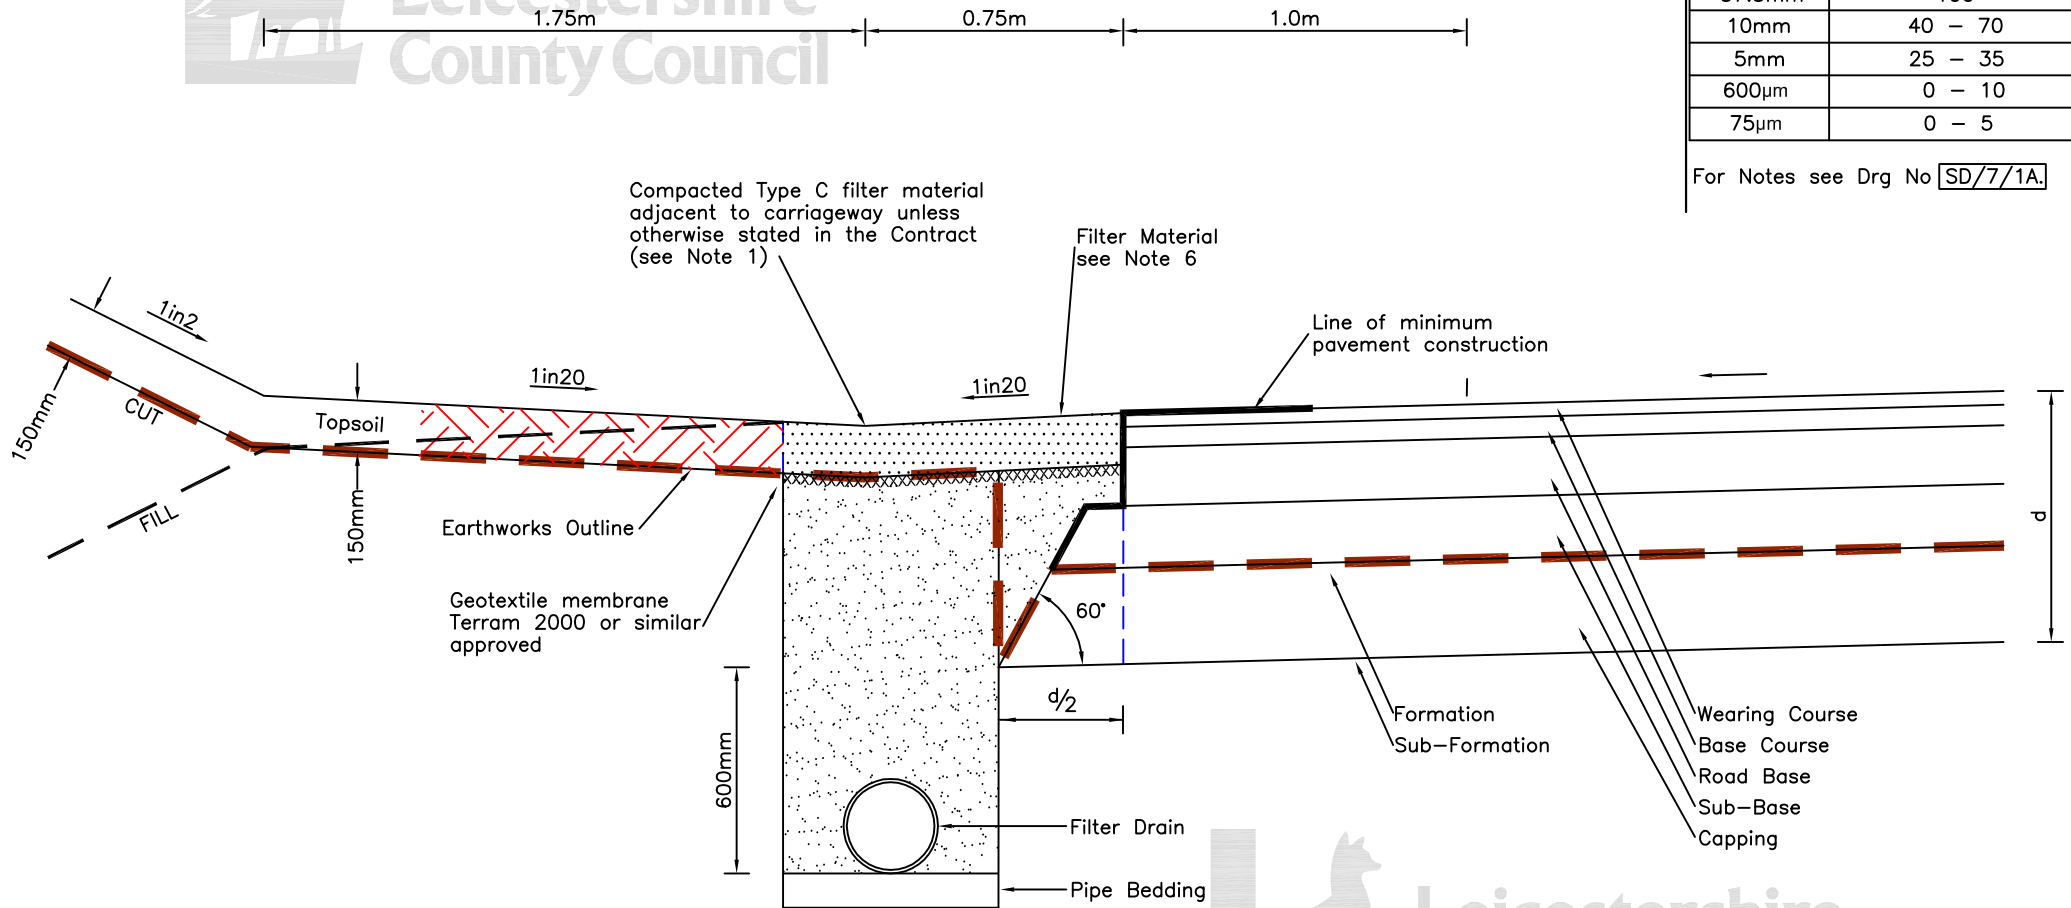 Leicestershire
County Council
1.75m
0.75m
1.0m
10mm 40 – 70
5mm 25 – 35
600µm 0 – 10
75µm 0 – 5
For Notes see Drg No SD/7/1A.
Compacted Type C filter material
adjacent to carriageway unless
otherwise stated in the Contract
(see Note 1)
Filter Material
see Note 6
Line of minimum
pavement construction
1in2
1in20
1in20
150mm
CUT
Topsoil
FILL
150mm
Earthworks Outline
Geotextile membrane
Terram 2000 or similar
approved
60°
d
d/2
600mm
Formation
Sub-Formation
Wearing Course
Base Course
Road Base
Sub-Base
Capping
Filter Drain
Pipe Bedding
Leicestershire